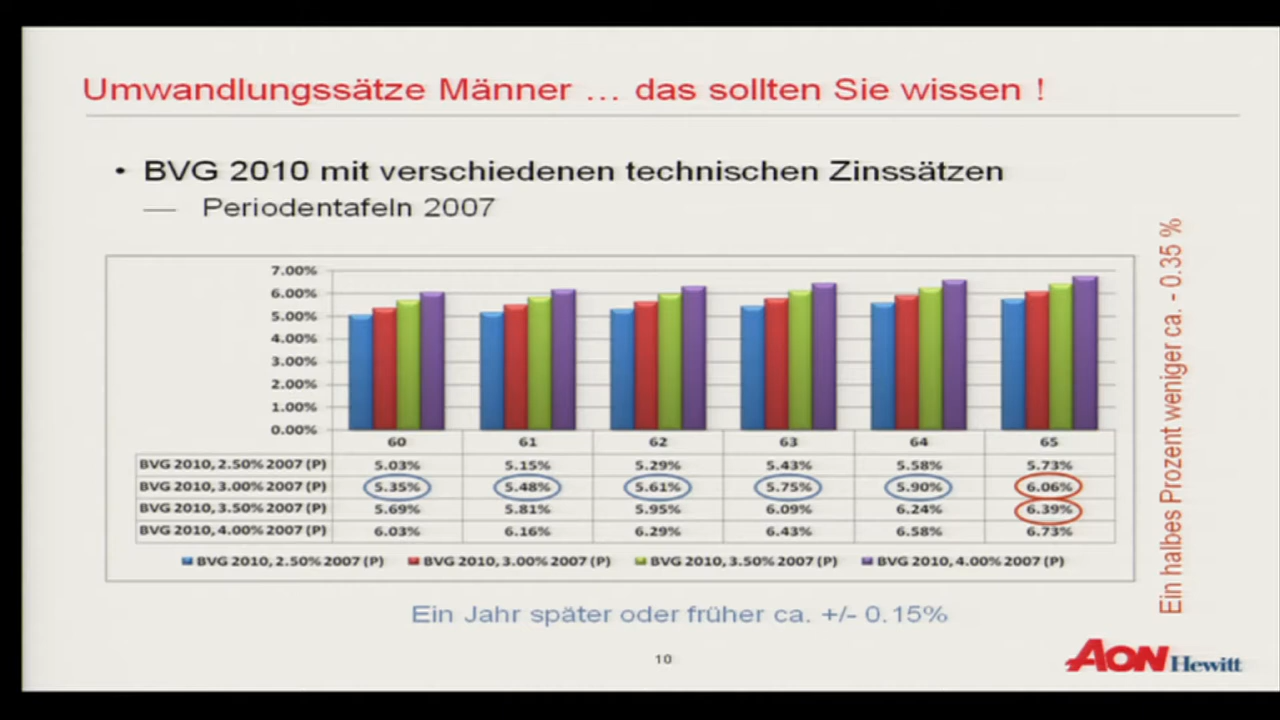 Umwandlungssätze Männer ... das sollten Sie wissen !
• BVG 2010 mit verschiedenen technischen Zinssätzen
— Periodentafeln 2007
7.00%
6.00%
5.00%
4.00%
3.00%
2.00%
1.00%
0.00%
60 61 62 63 64 65
BVG 2010, 2.50% 2007 (P) 5.03% 5.15% 5.29% 5.43% 5.58% 5.73%
BVG 2010, 3.00% 2007 (P) 5.35% 5.48% 5.61% 5.75% 5.90% 6.06%
BVG 2010, 3.50% 2007 (P) 5.69% 5.81% 5.95% 6.09% 6.24% 6.39%
BVG 2010, 4.00% 2007 (P) 6.03% 6.16% 6.29% 6.43% 6.58% 6.73%
BVG 2010, 2.50% 2007 (P) BVG 2010, 3.00% 2007 (P) BVG 2010, 3.50% 2007 (P) BVG 2010, 4.00% 2007 (P)
Ein halbes Prozent weniger ca. - 0.35 %
Ein Jahr später oder früher ca. +/- 0.15%
10
AON Hewitt